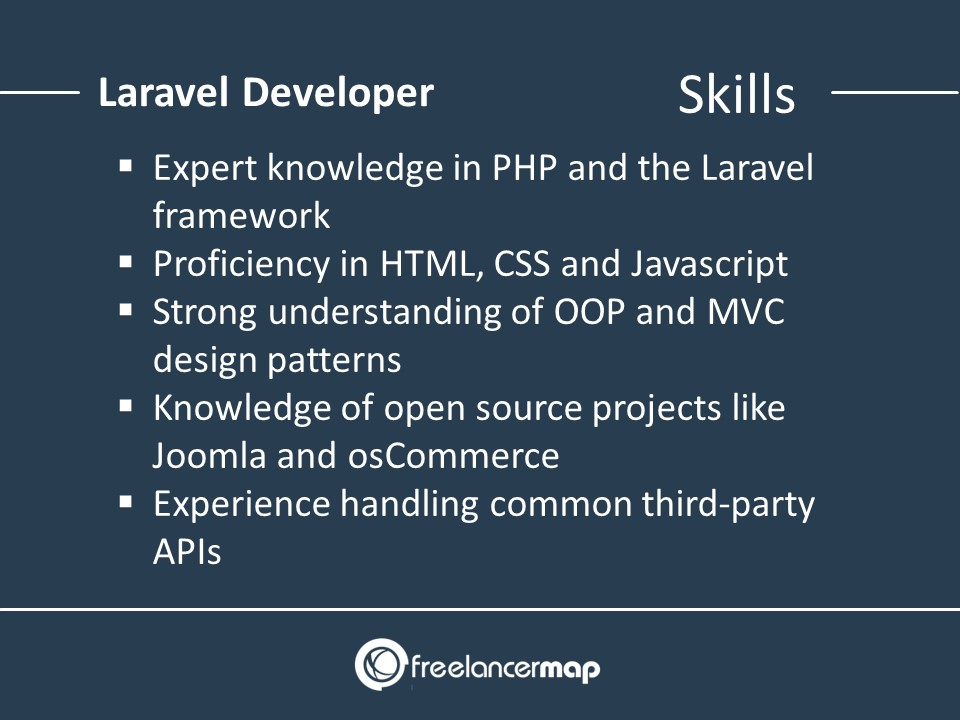 Laravel Developer Skills
▪ Expert knowledge in PHP and the Laravel
framework
▪ Proficiency in HTML, CSS and Javascript
▪ Strong understanding of OOP and MVC
design patterns
▪ Knowledge of open source projects like
Joomla and osCommerce
▪ Experience handling common third-party
APIs
freelancermap